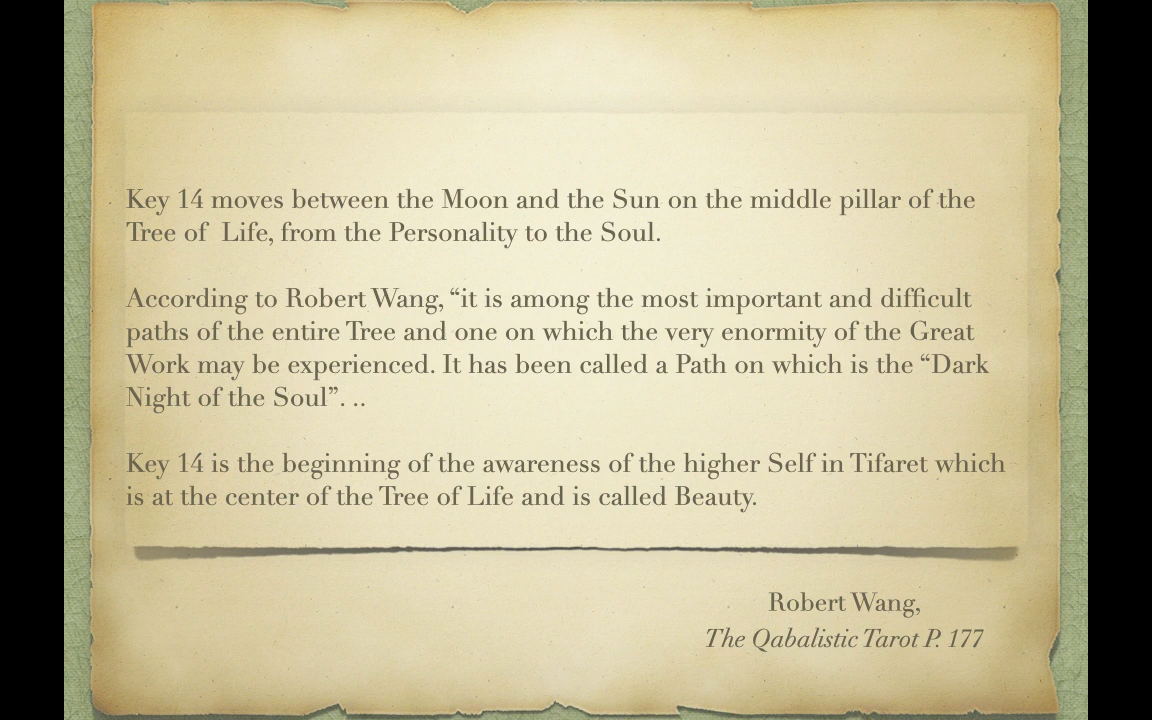 Key 14 moves between the Moon and the Sun on the middle pillar of the
Tree of  Life, from the Personality to the Soul.
According to Robert Wang, “it is among the most important and difficult
paths of the entire Tree and one on which the very enormity of the Great
Work may be experienced. It has been called a Path on which is the “Dark
Night of the Soul”. ..
Key 14 is the beginning of the awareness of the higher Self in Tifaret which
is at the center of the Tree of Life and is called Beauty.
Robert Wang,
The Qabalistic Tarot P. 177